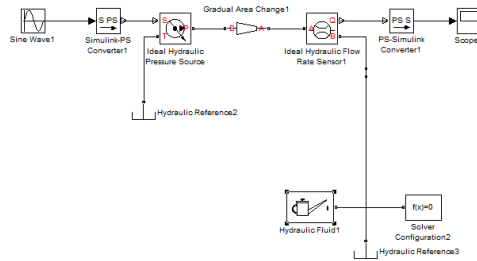 Gradual Area Change1
S PS
S
T
P
B
A
A
Q
B
PS S
Sine Wave1
Simulink-PS
Converter1
Ideal Hydraulic
Pressure Source
Ideal Hydraulic Flow
Rate Sensor1
PS-Simulink
Converter1
Scope
Hydraulic Reference2
f(x)=0
Hydraulic Fluid1
Solver
Configuration2
Hydraulic Reference3